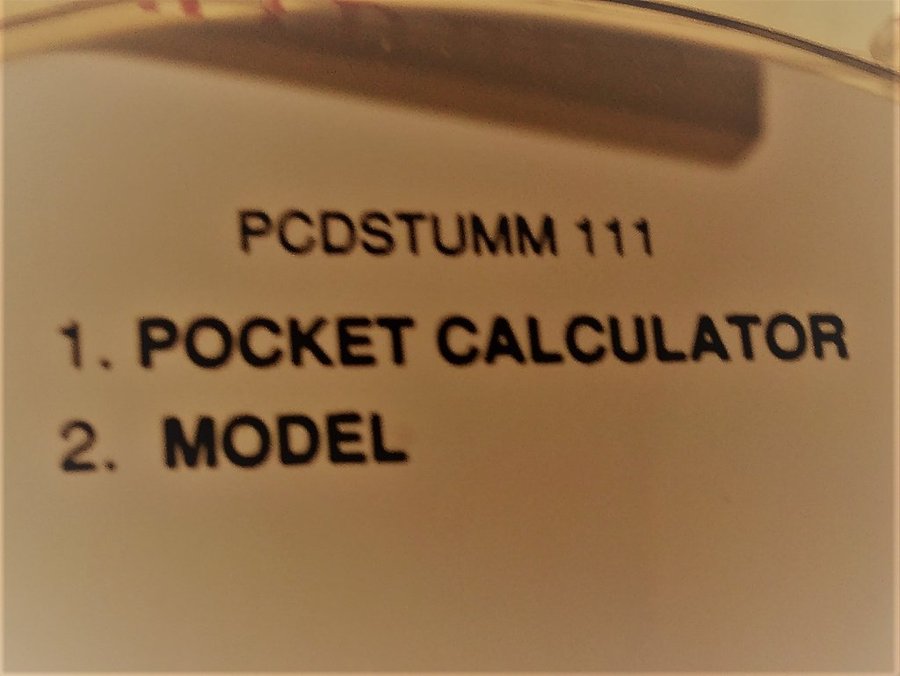 PCDSTUMM 111
1. POCKET CALCULATOR
2. MODEL